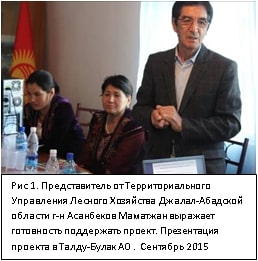 Рис 1. Представитель от Территориального
Управления Лесного Хозяйства Джалал-Абадской
области г-н Асанбеков Маматжан выражает
готовность поддержать проект. Презентация
проекта в Талду-Булак АО . Сентябрь 2015